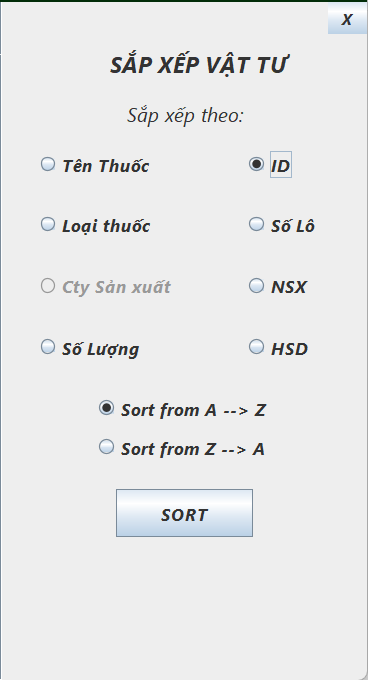 X
SẮP XẾP VẬT TƯ
Sắp xếp theo:
Tên Thuốc
ID
Loại thuốc
Số Lô
Cty Sản xuất
NSX
Số Lượng
HSD
Sort from A --> Z
Sort from Z --> A
SORT